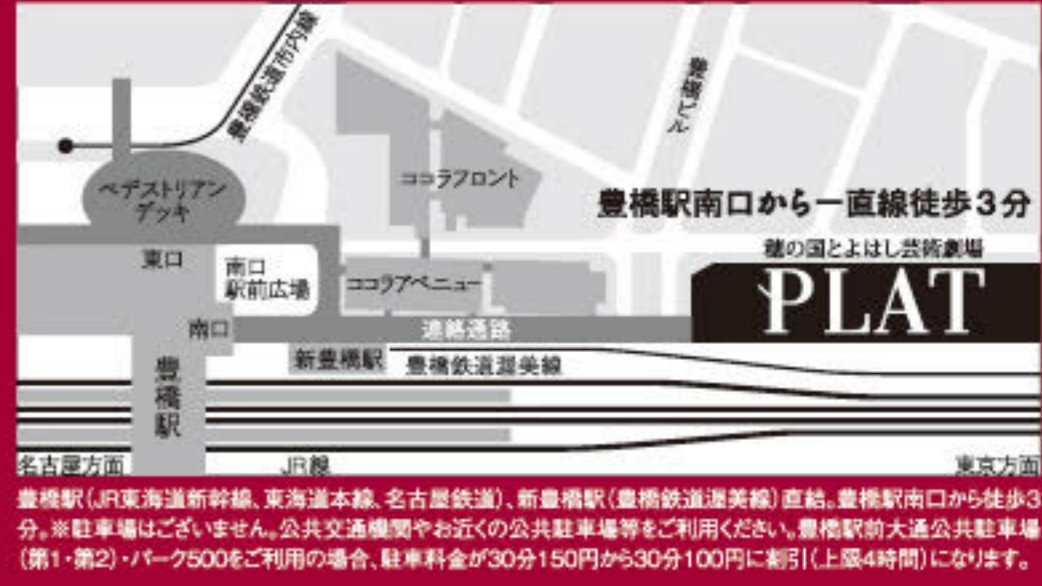 豊橋鉄道市内線
豊橋ビル
ペデストリアン
デッキ
ココラフロント
豊橋駅南口から一直線徒歩3分
穂の国とよはし芸術劇場
PLAT
東口
南口
駅前広場
ココラアベニュー
南口
連絡通路
新豊橋駅
豊橋鉄道渥美線
豊橋駅
名古屋方面
JR線
東京方面
豊橋駅(JR東海道新幹線、東海道本線、名古屋鉄道)、新豊橋駅(豊橋鉄道渥美線)直結。豊橋駅南口から徒歩3
分。※駐車場はございません。公共交通機関やお近くの公共駐車場等をご利用ください。豊橋駅前大通公共駐車場
(第1・第2)・パーク500をご利用の場合、駐車料金が30分150円から30分100円に割引(上限4時間)になります。